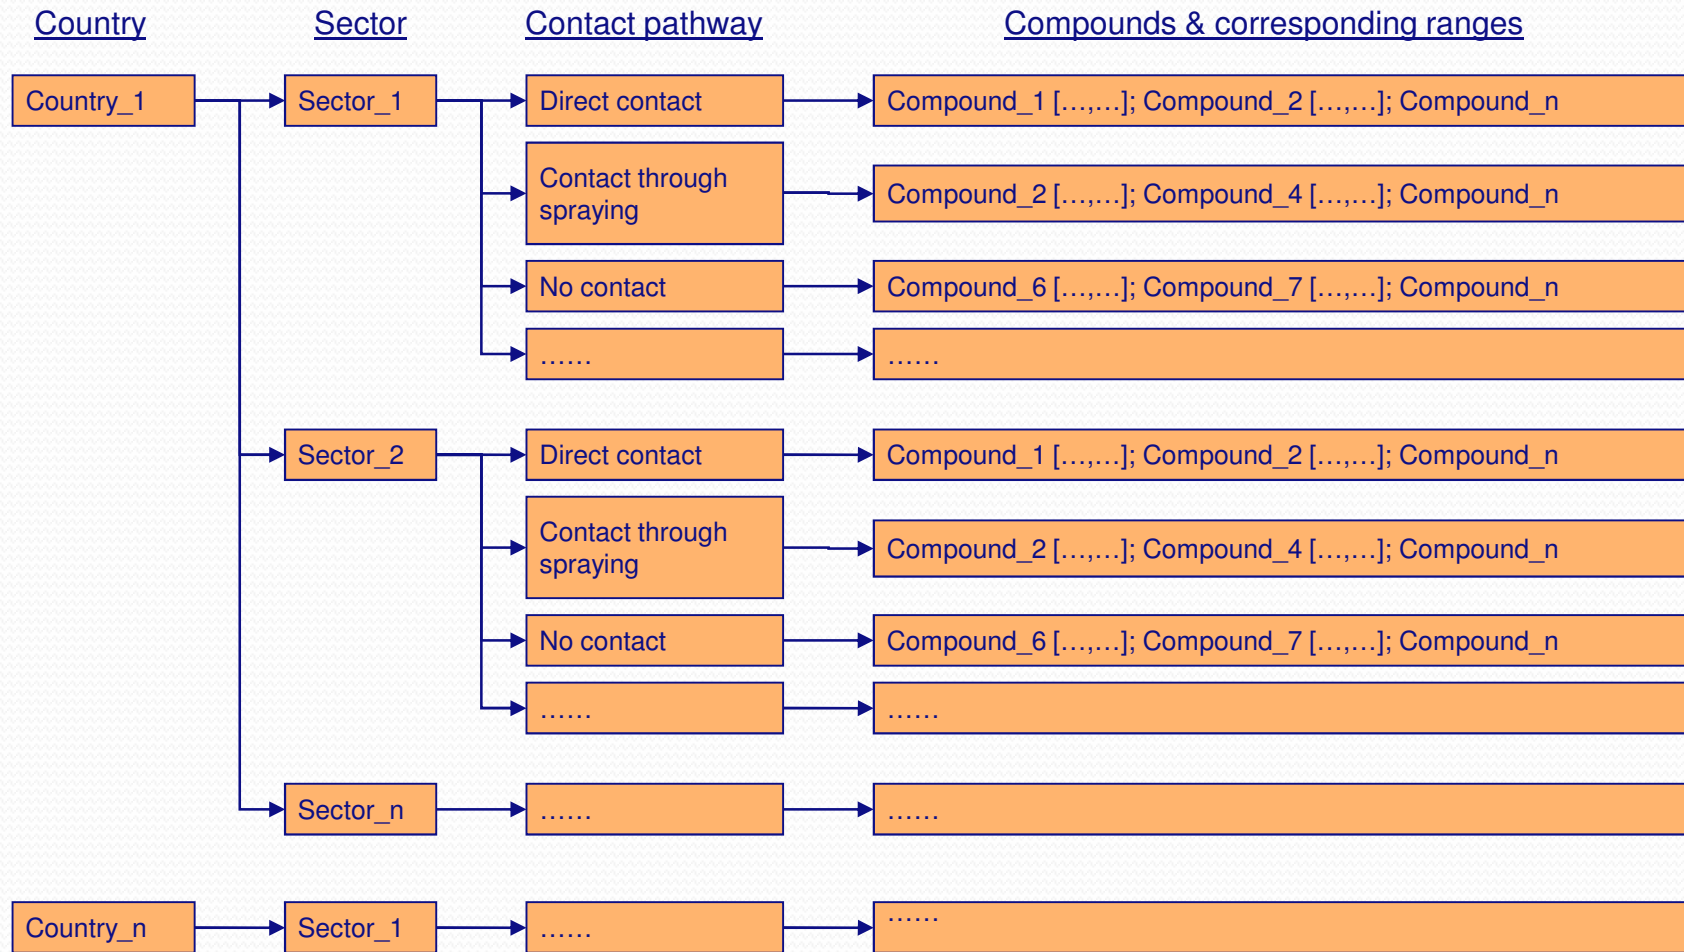 Country
Sector
Contact pathway
Compounds & corresponding ranges
Country_1
Sector_1
Direct contact
Compound_1 […,…]; Compound_2 […,…]; Compound_n
Contact through
spraying
Compound_2 […,…]; Compound_4 […,…]; Compound_n
No contact
Compound_6 […,…]; Compound_7 […,…]; Compound_n
……
……
Sector_2
Direct contact
Compound_1 […,…]; Compound_2 […,…]; Compound_n
Contact through
spraying
Compound_2 […,…]; Compound_4 […,…]; Compound_n
No contact
Compound_6 […,…]; Compound_7 […,…]; Compound_n
……
……
Sector_n
……
……
Country_n
Sector_1
……
……